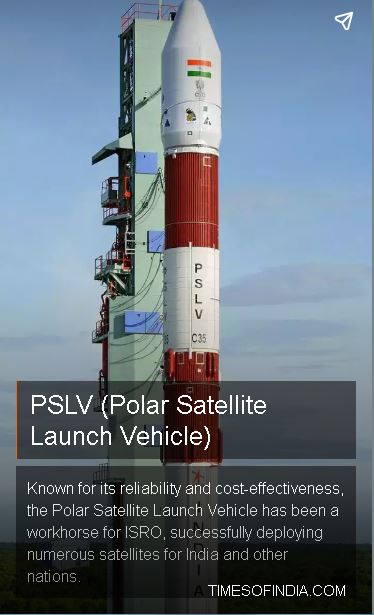 PSLV
C35
PSLV (Polar Satellite
Launch Vehicle)
Known for its reliability and cost-effectiveness,
the Polar Satellite Launch Vehicle has been a
workhorse for ISRO, successfully deploying
numerous satellites for India and other
nations.
INDIA
TIMESOFINDIA.COM